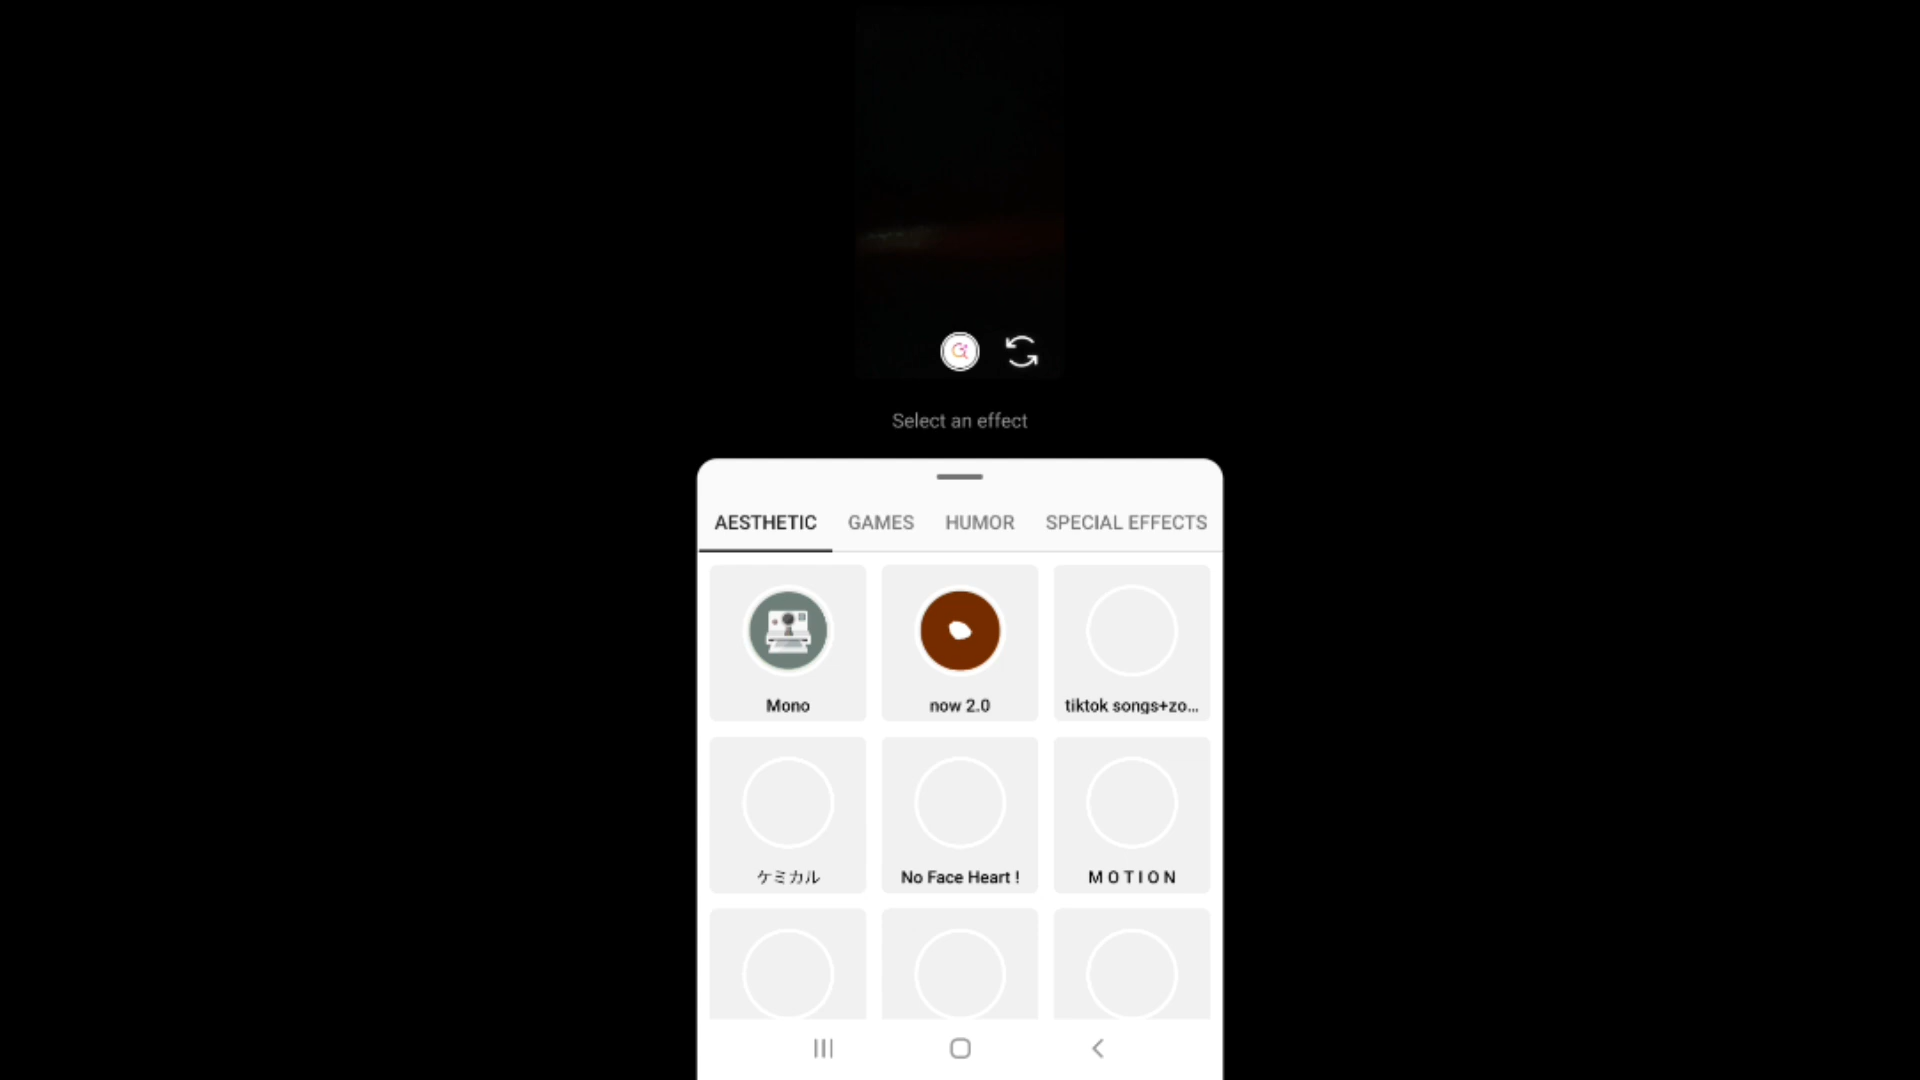 Select an effect
AESTHETIC GAMES HUMOR SPECIAL EFFECTS
Mono now 2.0 tiktok songs+zo...
ケミカル No Face Heart ! MOTION